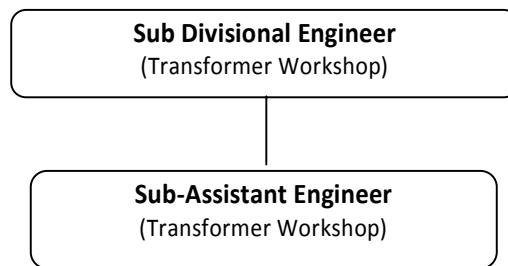 Sub Divisional Engineer
(Transformer Workshop)
Sub-Assistant Engineer
(Transformer Workshop)